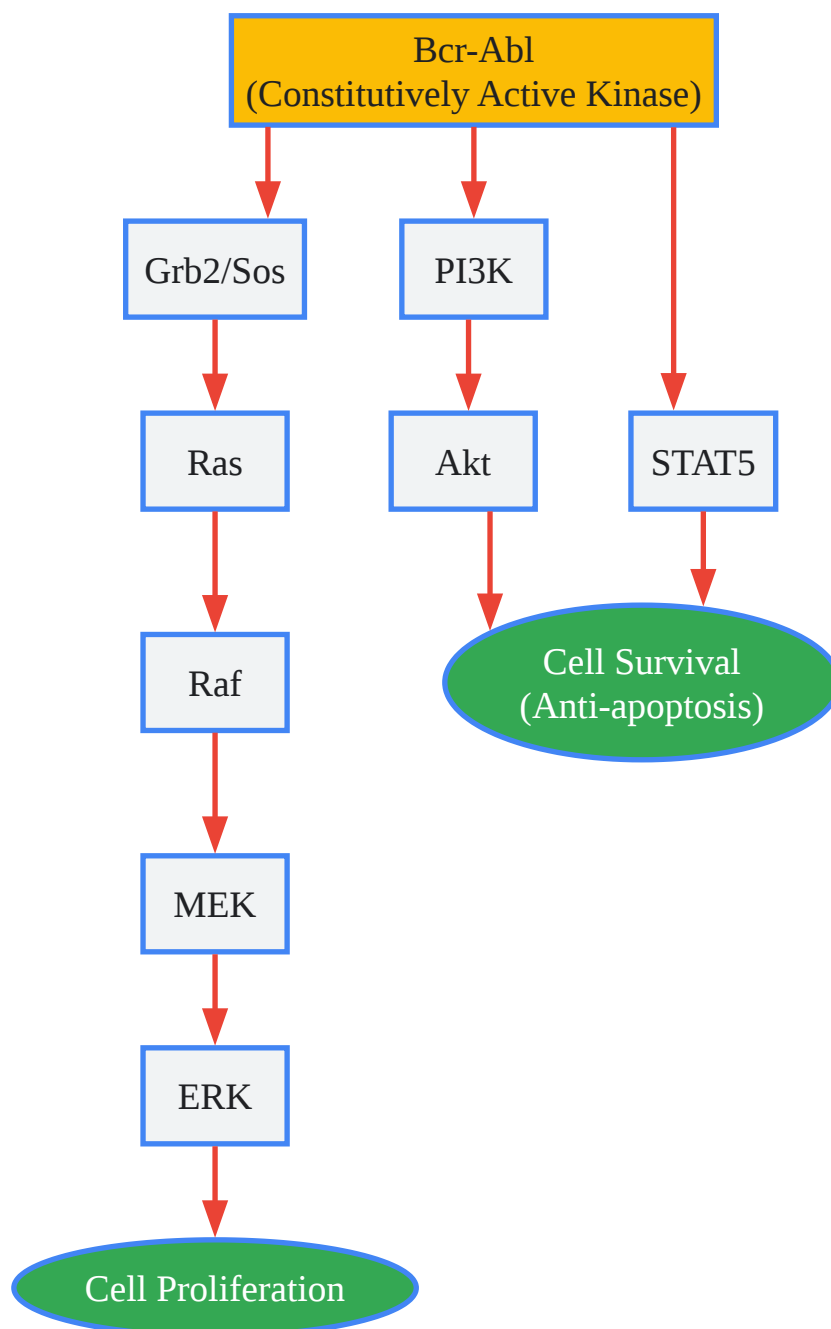 Bcr-Abl
(Constitutively Active Kinase)
Grb2/Sos
PI3K
Ras
Akt
STAT5
Raf
Cell Survival
(Anti-apoptosis)
MEK
ERK
Cell Proliferation